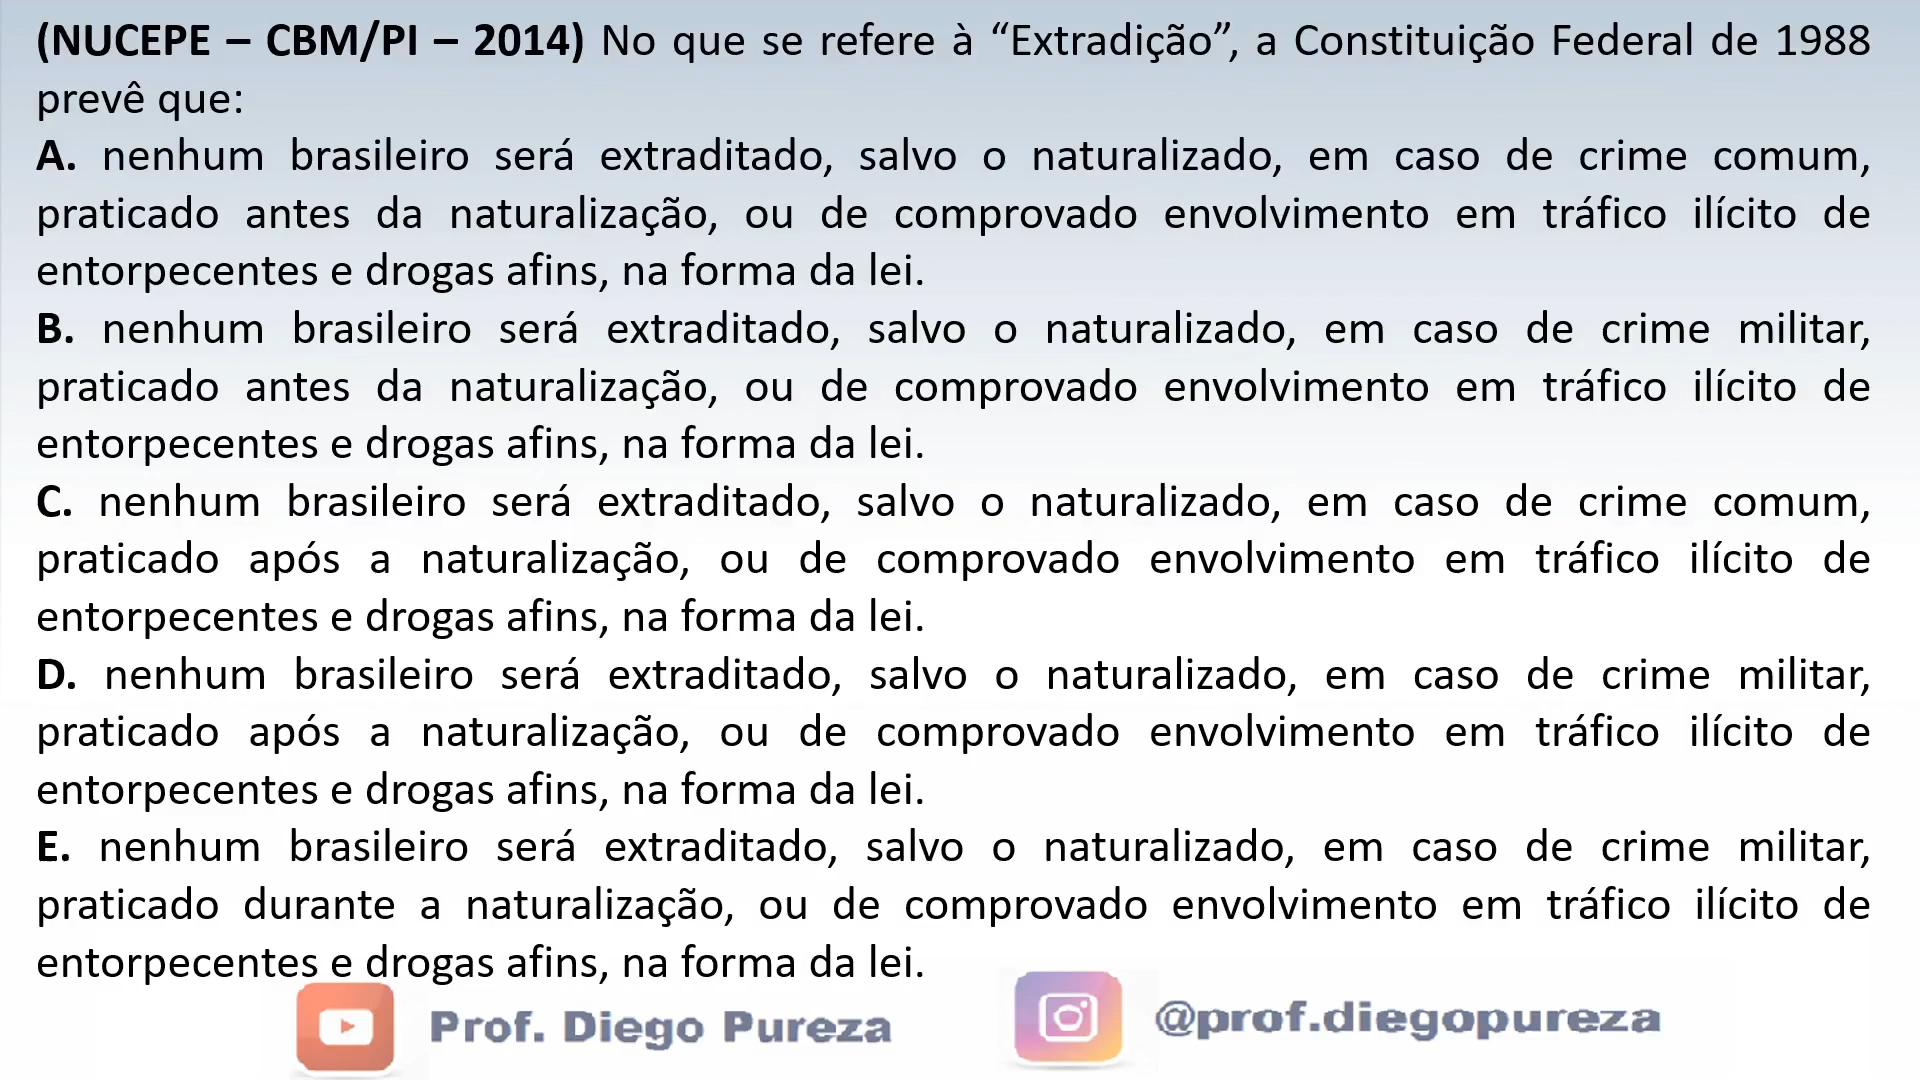 (NUCEPE – CBM/PI – 2014) No que se refere à “Extradição”, a Constituição Federal de 1988
prevê que:
A. nenhum brasileiro será extraditado, salvo o naturalizado, em caso de crime comum,
praticado antes da naturalização, ou de comprovado envolvimento em tráfico ilícito de
entorpecentes e drogas afins, na forma da lei.
B. nenhum brasileiro será extraditado, salvo o naturalizado, em caso de crime militar,
praticado antes da naturalização, ou de comprovado envolvimento em tráfico ilícito de
entorpecentes e drogas afins, na forma da lei.
C. nenhum brasileiro será extraditado, salvo o naturalizado, em caso de crime comum,
praticado após a naturalização, ou de comprovado envolvimento em tráfico ilícito de
entorpecentes e drogas afins, na forma da lei.
D. nenhum brasileiro será extraditado, salvo o naturalizado, em caso de crime militar,
praticado após a naturalização, ou de comprovado envolvimento em tráfico ilícito de
entorpecentes e drogas afins, na forma da lei.
E. nenhum brasileiro será extraditado, salvo o naturalizado, em caso de crime militar,
praticado durante a naturalização, ou de comprovado envolvimento em tráfico ilícito de
entorpecentes e drogas afins, na forma da lei.
Prof. Diego Pureza
@prof.diegopureza